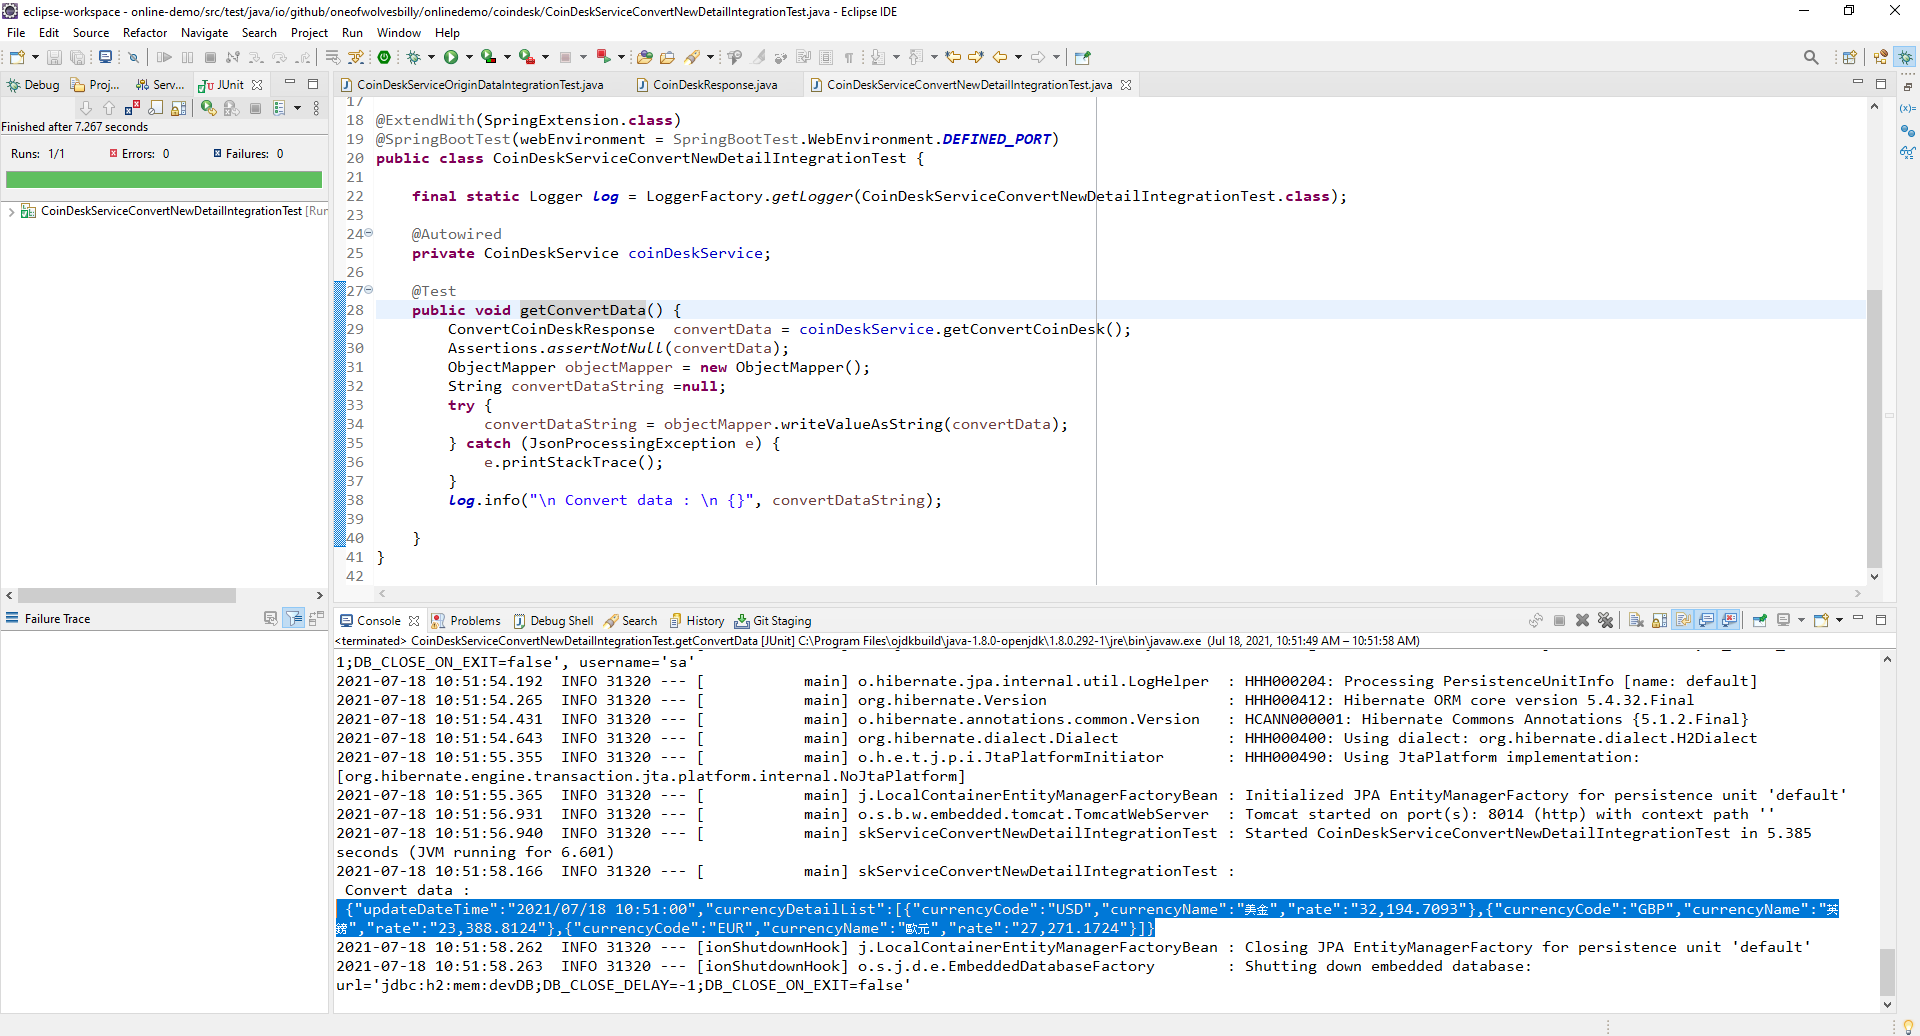 eclipse-workspace - online-demo/src/test/java/io/github/oneofwolvesbilly/onlinedemo/coindesk/CoinDeskServiceConvertNewDetailIntegrationTest.java - Eclipse IDE
File Edit Source Refactor Navigate Search Project Run Window Help
Debug Proj... Serv... JUnit
CoinDeskServiceOriginDataIntegrationTest.java CoinDeskResponse.java CoinDeskServiceConvertNewDetailIntegrationTest.java
Finished after 7.267 seconds
Runs: 1/1 Errors: 0 Failures: 0
CoinDeskServiceConvertNewDetailIntegrationTest [Run
Failure Trace
17
18 @ExtendWith(SpringExtension.class)
19 @SpringBootTest(webEnvironment = SpringBootTest.WebEnvironment.DEFINED_PORT)
20 public class CoinDeskServiceConvertNewDetailIntegrationTest {
21
22 final static Logger log = LoggerFactory.getLogger(CoinDeskServiceConvertNewDetailIntegrationTest.class);
23
24 @Autowired
25 private CoinDeskService coinDeskService;
26
27 @Test
28 public void getConvertData() {
29 ConvertCoinDeskResponse convertData = coinDeskService.getConvertCoinDesk();
30 Assertions.assertNotNull(convertData);
31 ObjectMapper objectMapper = new ObjectMapper();
32 String convertDataString =null;
33 try {
34 convertDataString = objectMapper.writeValueAsString(convertData);
35 } catch (JsonProcessingException e) {
36 e.printStackTrace();
37 }
38 log.info("\n Convert data : \n {}", convertDataString);
39
40 }
41 }
42
Console Problems Debug Shell Search History Git Staging
<terminated> CoinDeskServiceConvertNewDetailIntegrationTest.getConvertData [JUnit] C:\Program Files\ojdkbuild\java-1.8.0-openjdk\1.8.0.292-1\jre\bin\javaw.exe (Jul 18, 2021, 10:51:49 AM – 10:51:58 AM)
1;DB_CLOSE_ON_EXIT=false', username='sa'
2021-07-18 10:51:54.192 INFO 31320 --- [ main] o.hibernate.jpa.internal.util.LogHelper : HHH000204: Processing PersistenceUnitInfo [name: default]
2021-07-18 10:51:54.265 INFO 31320 --- [ main] org.hibernate.Version : HHH000412: Hibernate ORM core version 5.4.32.Final
2021-07-18 10:51:54.431 INFO 31320 --- [ main] o.hibernate.annotations.common.Version : HCANN000001: Hibernate Commons Annotations {5.1.2.Final}
2021-07-18 10:51:54.643 INFO 31320 --- [ main] org.hibernate.dialect.Dialect : HHH000400: Using dialect: org.hibernate.dialect.H2Dialect
2021-07-18 10:51:55.355 INFO 31320 --- [ main] o.h.e.t.j.p.i.JtaPlatformInitiator : HHH000490: Using JtaPlatform implementation:
[org.hibernate.engine.transaction.jta.platform.internal.NoJtaPlatform]
2021-07-18 10:51:55.365 INFO 31320 --- [ main] j.LocalContainerEntityManagerFactoryBean : Initialized JPA EntityManagerFactory for persistence unit 'default'
2021-07-18 10:51:56.931 INFO 31320 --- [ main] o.s.b.w.embedded.tomcat.TomcatWebServer : Tomcat started on port(s): 8014 (http) with context path ''
2021-07-18 10:51:56.940 INFO 31320 --- [ main] skServiceConvertNewDetailIntegrationTest : Started CoinDeskServiceConvertNewDetailIntegrationTest in 5.385
seconds (JVM running for 6.601)
2021-07-18 10:51:58.166 INFO 31320 --- [ main] skServiceConvertNewDetailIntegrationTest :
Convert data :
{"updateDateTime":"2021/07/18 10:51:00","currencyDetailList":[{"currencyCode":"USD","currencyName":"美金","rate":"32,194.7093"},{"currencyCode":"GBP","currencyName":"英
鎊","rate":"23,388.8124"},{"currencyCode":"EUR","currencyName":"歐元","rate":"27,271.1724"}]}
2021-07-18 10:51:58.262 INFO 31320 --- [ionShutdownHook] j.LocalContainerEntityManagerFactoryBean : Closing JPA EntityManagerFactory for persistence unit 'default'
2021-07-18 10:51:58.263 INFO 31320 --- [ionShutdownHook] o.s.j.d.e.EmbeddedDatabaseFactory : Shutting down embedded database:
url='jdbc:h2:mem:devDB;DB_CLOSE_DELAY=-1;DB_CLOSE_ON_EXIT=false'